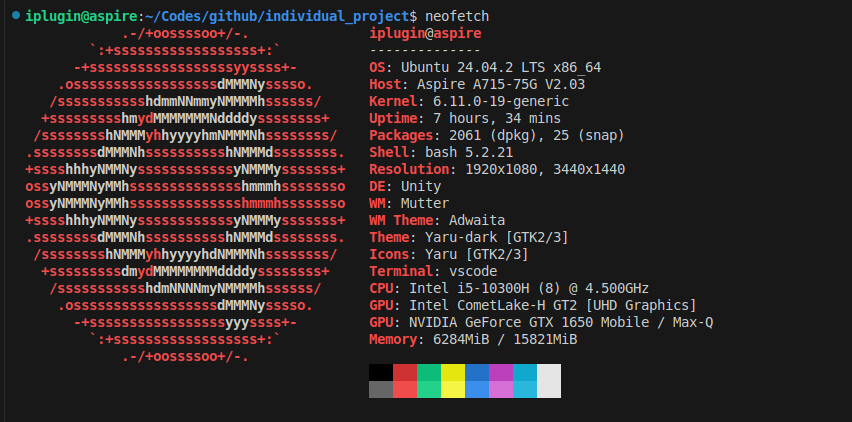 iplugin@aspire:~/Codes/github/individual_project$ neofetch
            .-/+oossssoo+/-.               iplugin@aspire
        `:+ssssssssssssssssss+:`           --------------
      -+ssssssssssssssssssyyssss+-         OS: Ubuntu 24.04.2 LTS x86_64
    .ossssssssssssssssssdMMMNysssso.       Host: Aspire A715-75G V2.03
   /ssssssssssshdmmNNmmyNMMMMhssssss/      Kernel: 6.11.0-19-generic
  +ssssssssshmydMMMMMMMNddddyssssssss+     Uptime: 7 hours, 34 mins
 /sssssssshNMMMyhhyyyyhmNMMMNhssssssss/    Packages: 2061 (dpkg), 25 (snap)
.ssssssssdMMMNhsssssssssshNMMMdssssssss.   Shell: bash 5.2.21
+sssshhhyNMMNyssssssssssssyNMMMysssssss+   Resolution: 1920x1080, 3440x1440
ossyNMMMNyMMhsssssssssssssshmmmhssssssso   DE: Unity
ossyNMMMNyMMhsssssssssssssshmmmhssssssso   WM: Mutter
+sssshhhyNMMNyssssssssssssyNMMMysssssss+   WM Theme: Adwaita
.ssssssssdMMMNhsssssssssshNMMMdssssssss.   Theme: Yaru-dark [GTK2/3]
 /sssssssshNMMMyhhyyyyhdNMMMNhssssssss/    Icons: Yaru [GTK2/3]
  +sssssssssdmydMMMMMMMMddddyssssssss+     Terminal: vscode
   /ssssssssssshdmNNNNmyNMMMMhssssss/      CPU: Intel i5-10300H (8) @ 4.500GHz
    .ossssssssssssssssssdMMMNysssso.       GPU: Intel CometLake-H GT2 [UHD Graphics]
      -+sssssssssssssssssyyyssss+-         GPU: NVIDIA GeForce GTX 1650 Mobile / Max-Q
        `:+ssssssssssssssssss+:`           Memory: 6284MiB / 15821MiB
            .-/+oossssoo+/-.